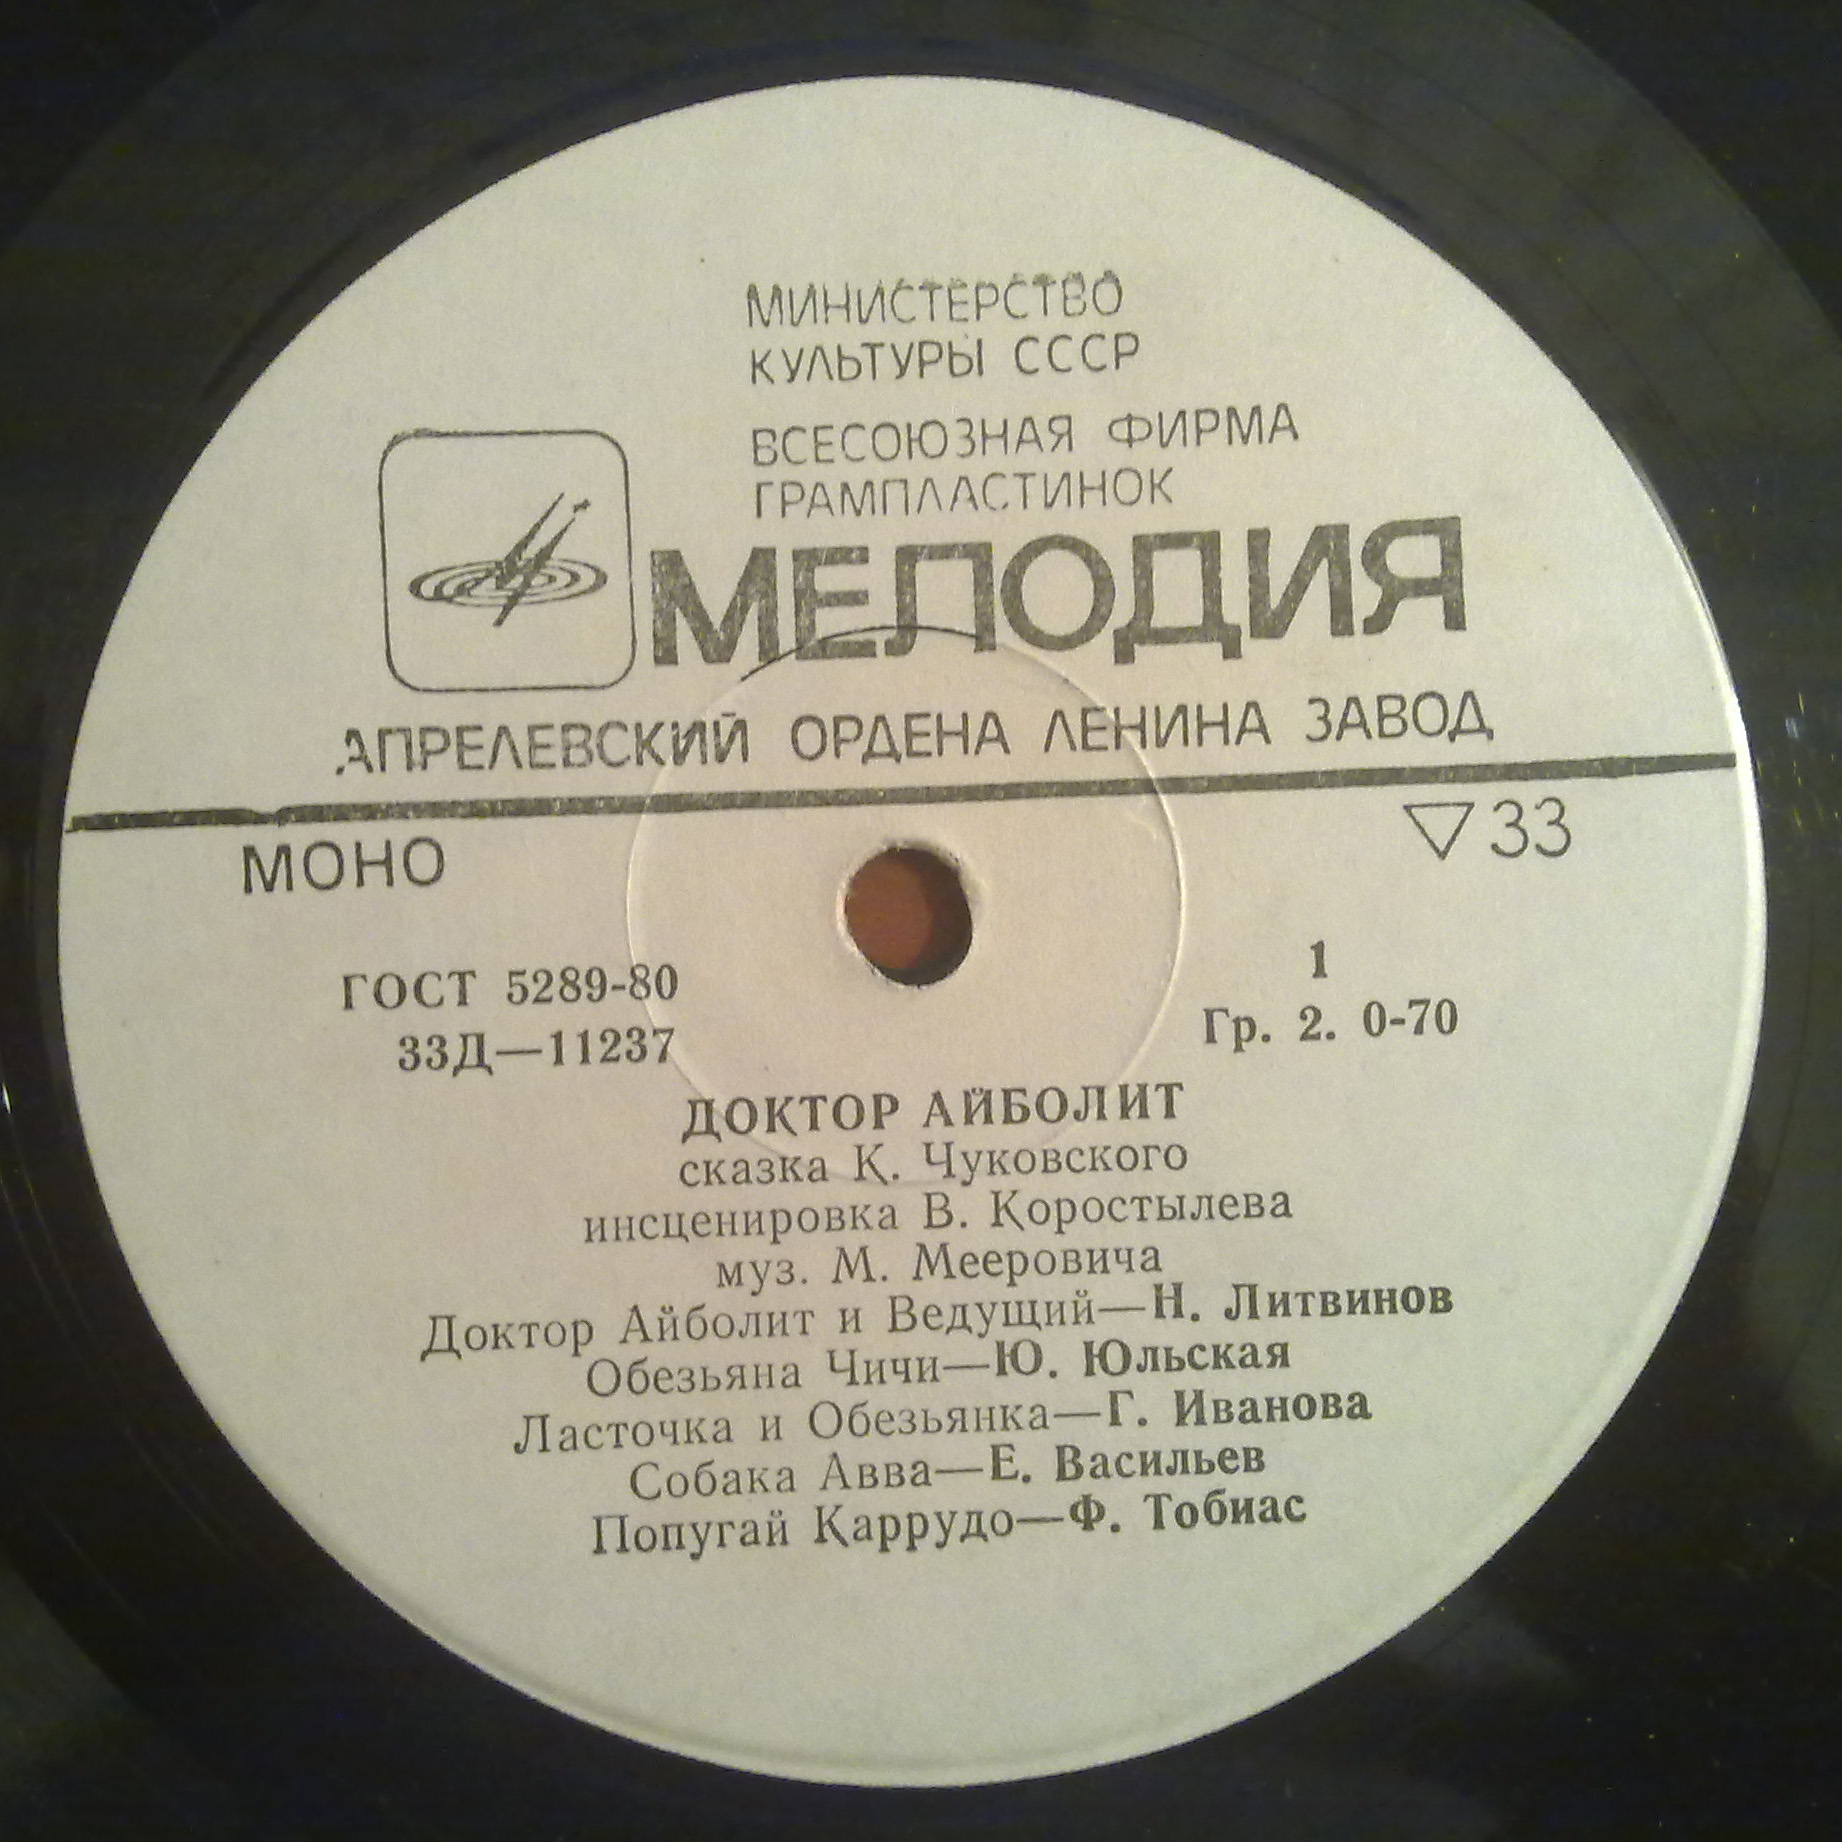 МИНИСТЕРСТВО
КУЛЬТУРЫ СССР
ВСЕСОЮЗНАЯ ФИРМА
ГРАМПЛАСТИНОК
МЕЛОДИЯ
АПРЕЛЕВСКИЙ ОРДЕНА ЛЕНИНА ЗАВОД
МОНО
▽33
ГОСТ 5289-80
33Д—11237
1
Гр. 2. 0-70
ДОКТОР АЙБОЛИТ
сказка К. Чуковского
инсценировка В. Коростылева
муз. М. Мееровича
Доктор Айболит и Ведущий—Н. Литвинов
Обезьяна Чичи—Ю. Юльская
Ласточка и Обезьянка—Г. Иванова
Собака Авва—Е. Васильев
Попугай Каррудо—Ф. Тобиас